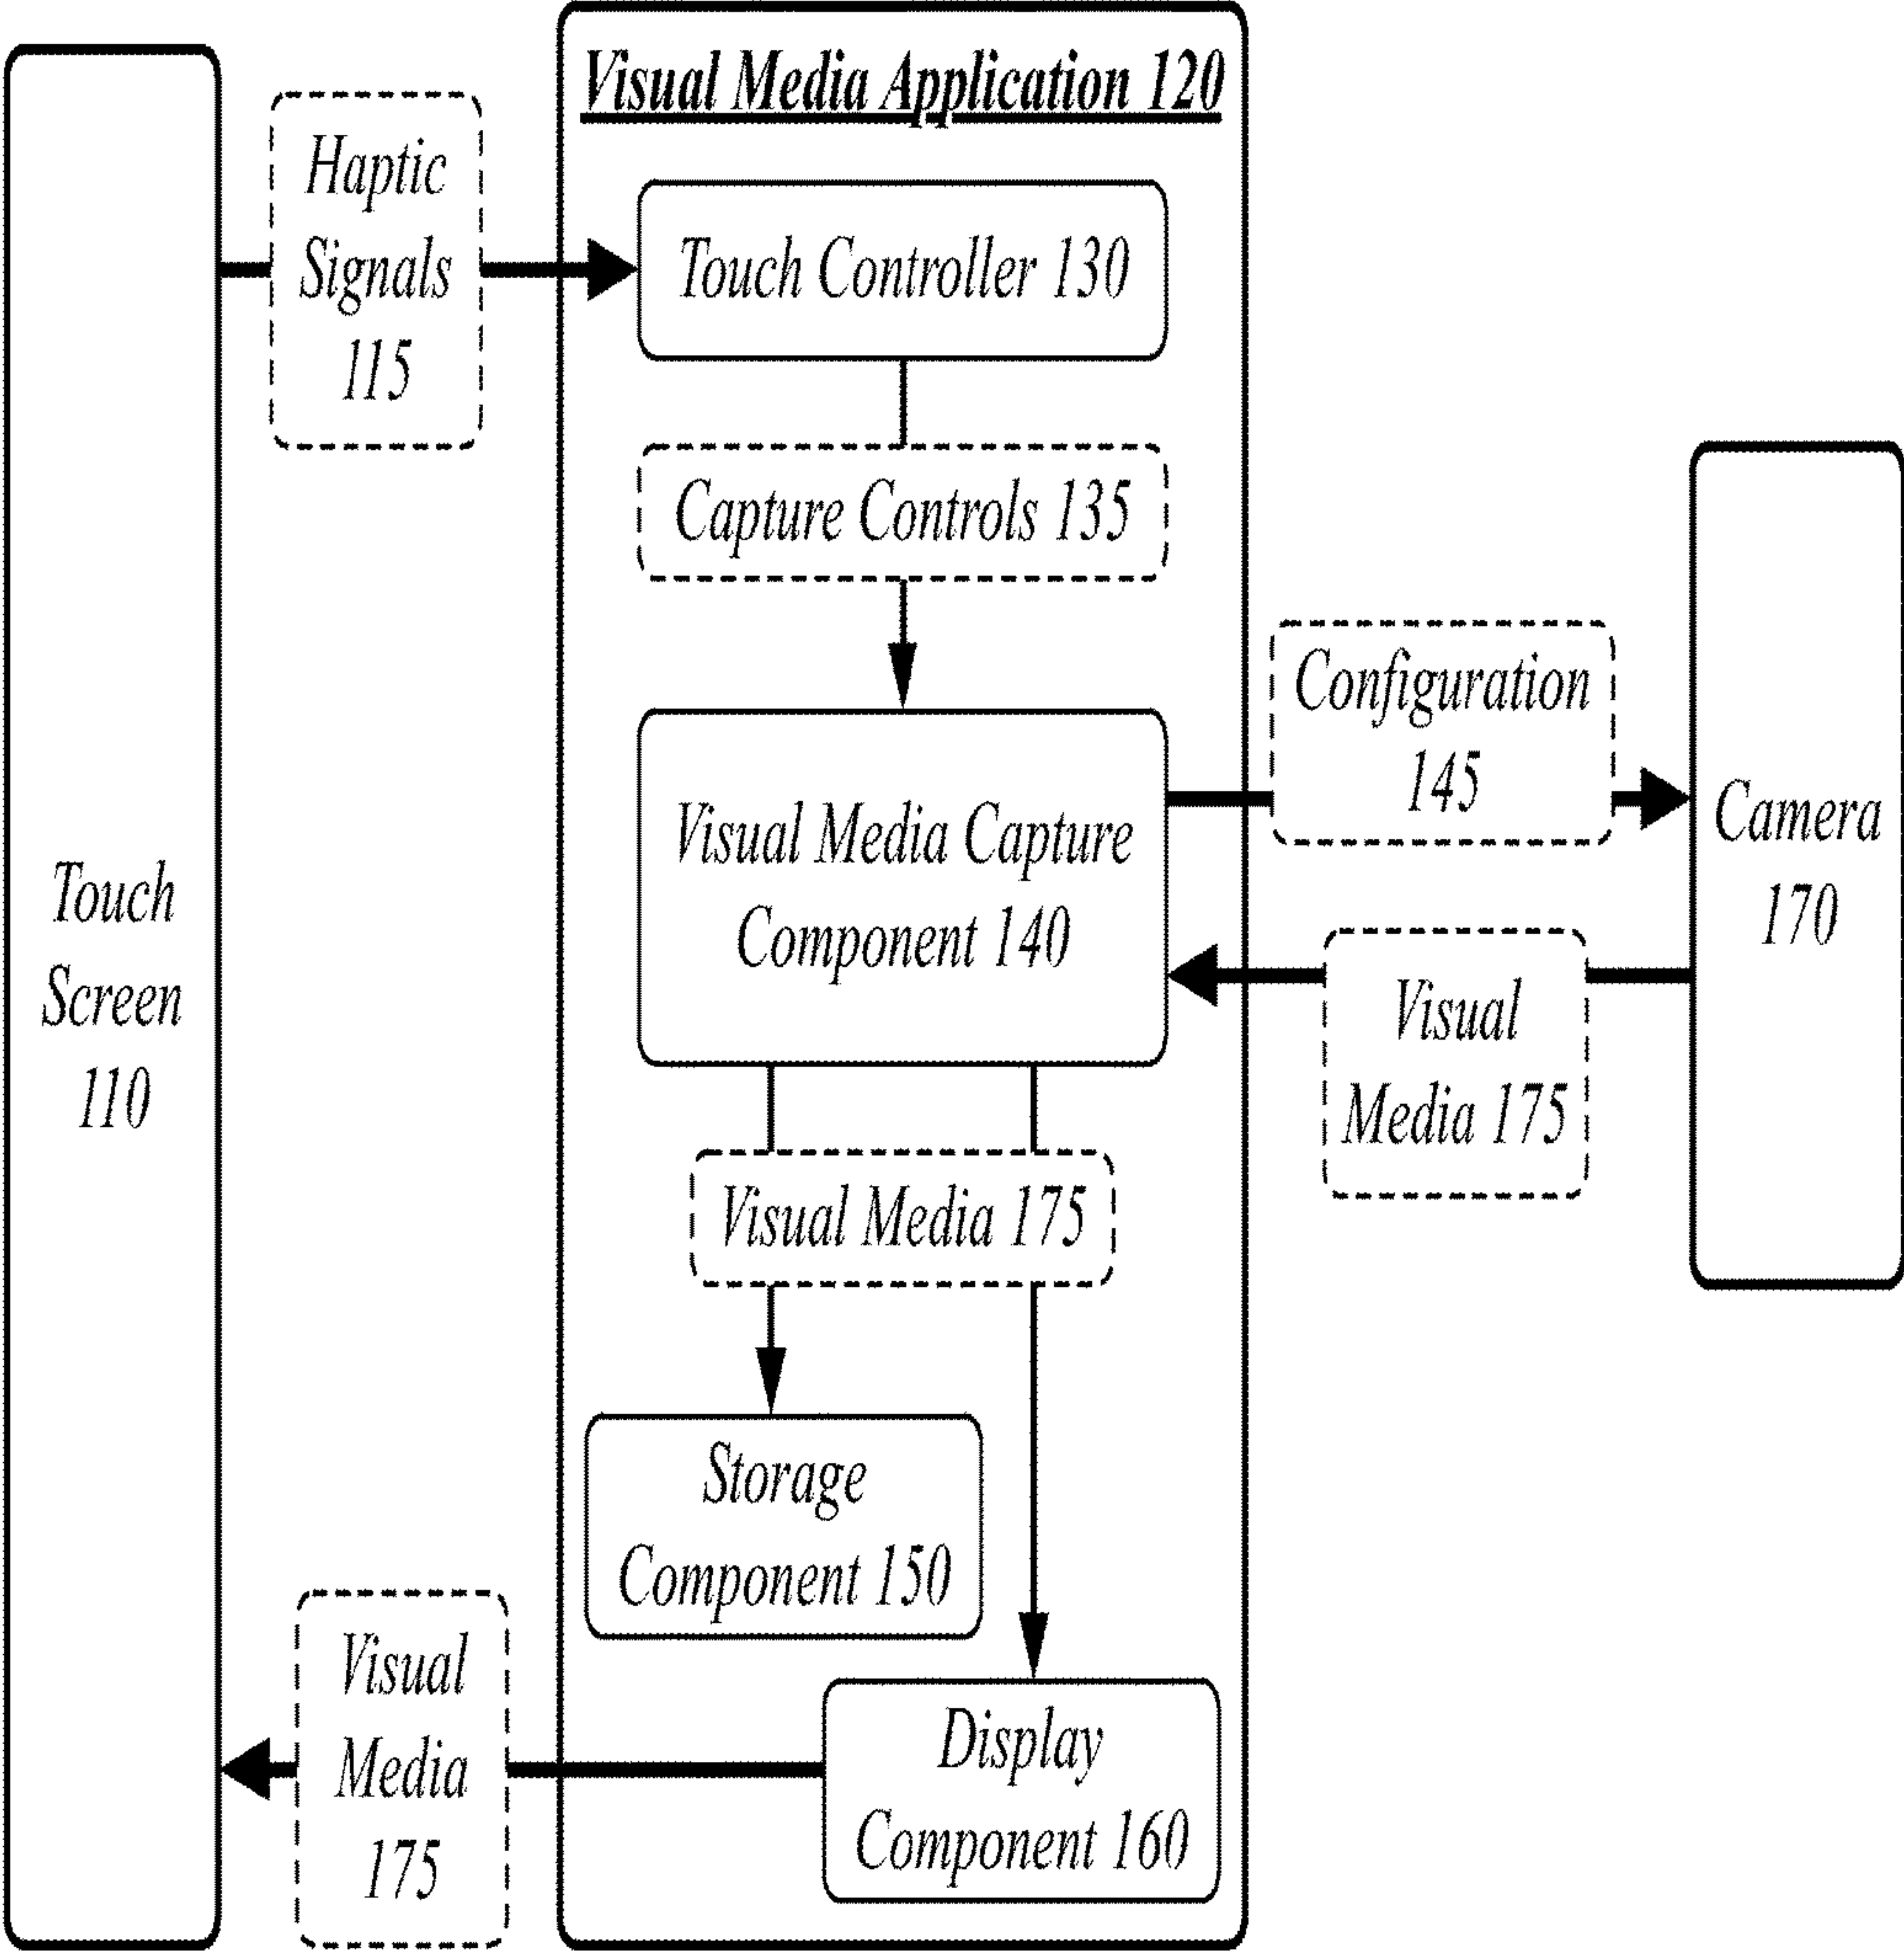 Visual Media Application 120
Haptic
Signals
115
Touch Controller 130
Capture Controls 135
Configuration
145
Visual Media Capture
Component 140
Camera
170
Touch
Screen
110
Visual
Media 175
Visual Media 175
Storage
Component 150
Visual
Media
175
Display
Component 160